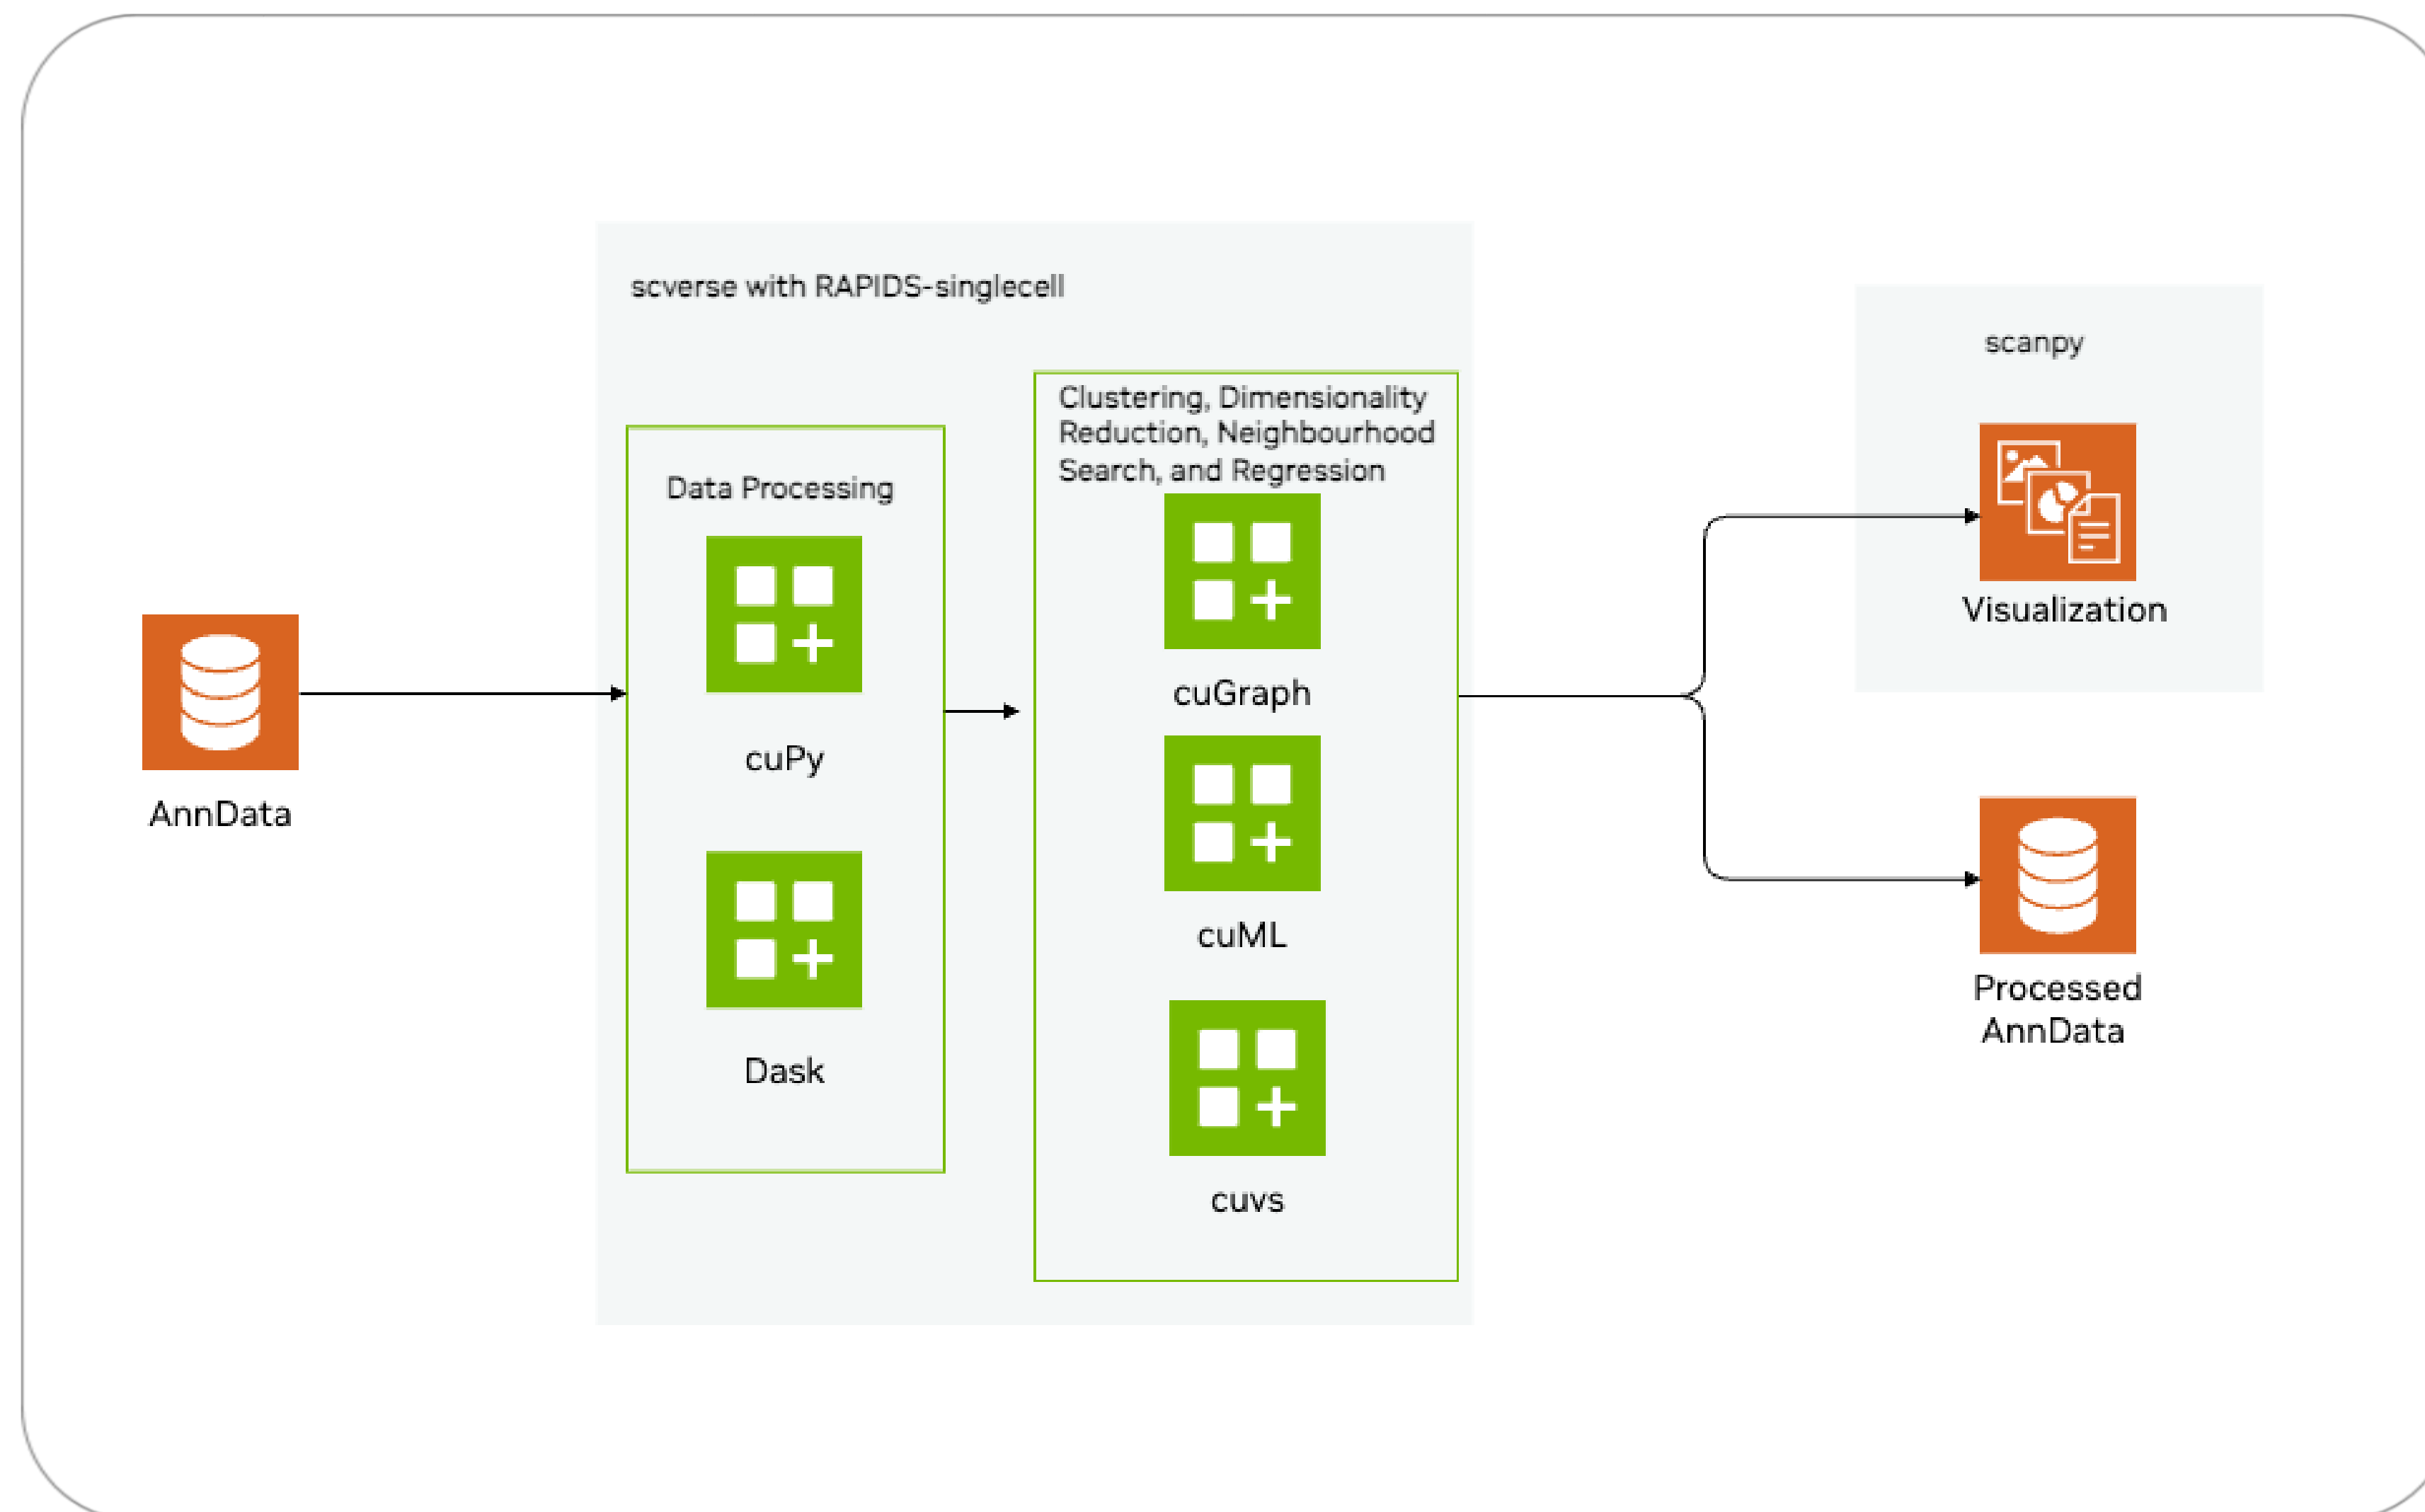 scverse with RAPIDS-singlecell
AnnData
Data Processing
cuPy
Dask
Clustering, Dimensionality
Reduction, Neighbourhood
Search, and Regression
cuGraph
cuML
cuvs
scanpy
Visualization
Processed
AnnData